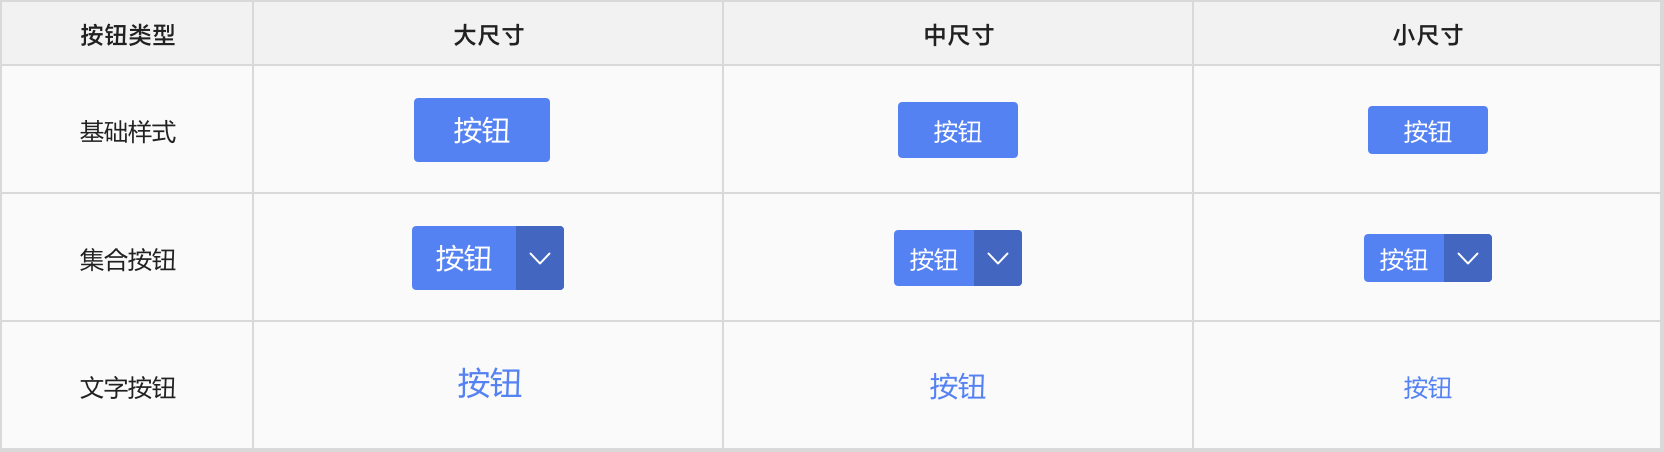 按钮类型 大尺寸 中尺寸 小尺寸
基础样式 按钮 按钮 按钮
集合按钮 按钮 按钮 按钮
文字按钮 按钮 按钮 按钮